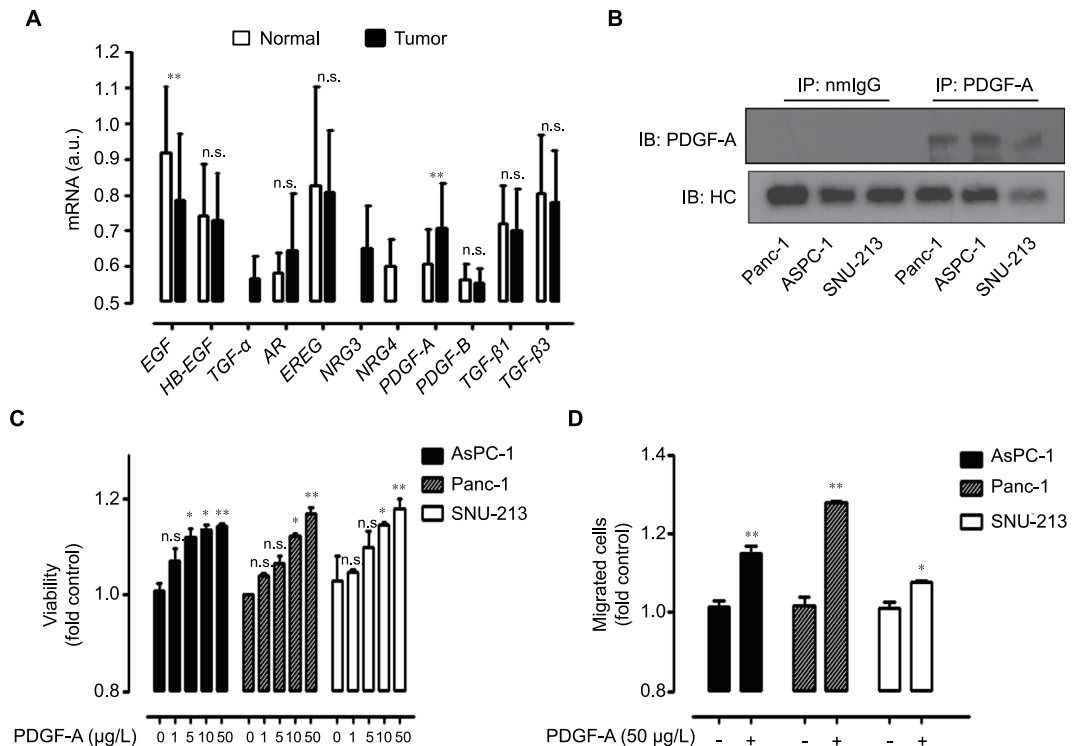 A
Normal Tumor
mRNA (a.u.)
1.2
1.1
1.0
0.9
0.8
0.7
0.6
0.5
** n.s. n.s. n.s. ** n.s. n.s. n.s.
EGF HB-EGF TGF-α AR EREG NRG3 NRG4 PDGF-A PDGF-B TGF-β1 TGF-β3
B
IP: nmIgG IP: PDGF-A
IB: PDGF-A
IB: HC
Panc-1 ASPC-1 SNU-213 Panc-1 ASPC-1 SNU-213
C
AsPC-1
Panc-1
SNU-213
Viability
(fold control)
1.2
1.0
0.8
n.s. * * ** n.s. n.s. * ** n.s. * **
PDGF-A (µg/L) 0 1 5 10 50 0 1 5 10 50 0 1 5 10 50
D
AsPC-1
Panc-1
SNU-213
Migrated cells
(fold control)
1.4
1.2
1.0
0.8
** ** *
PDGF-A (50 µg/L) - + - + - +